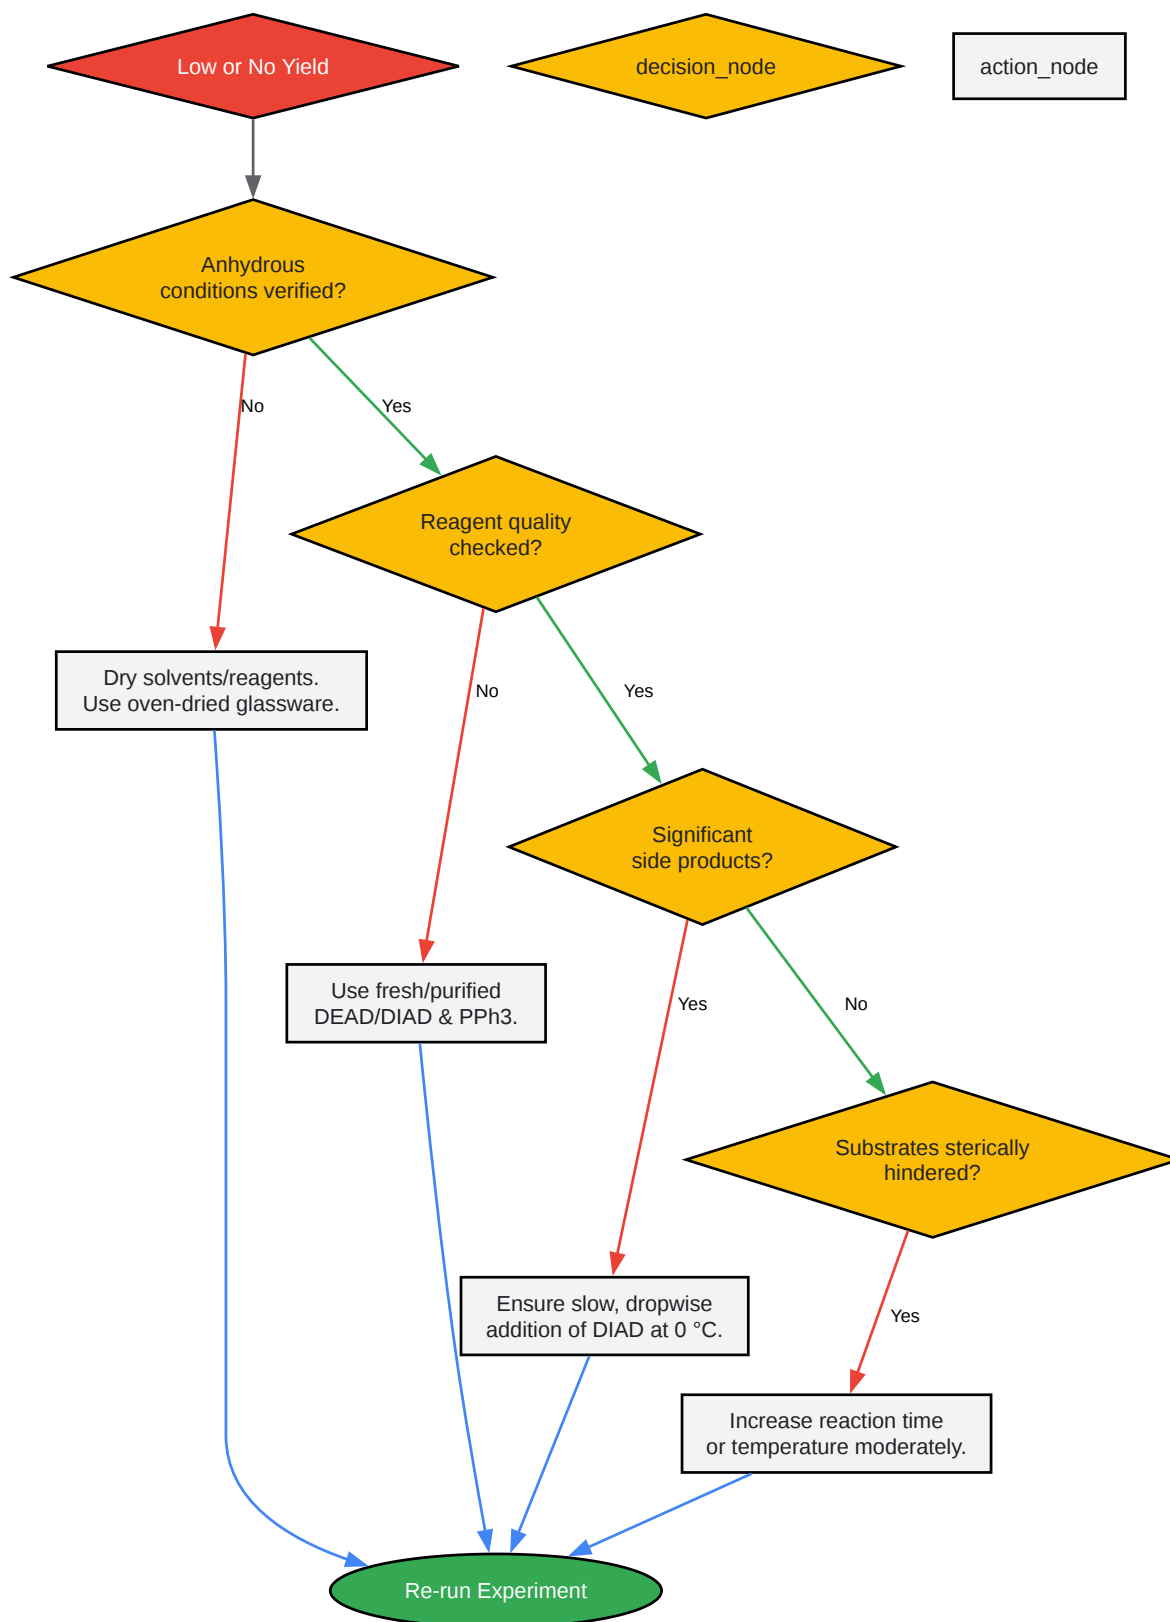 Low or No Yield
decision_node
action_node
Anhydrous
conditions verified?
No
Yes
Reagent quality
checked?
Dry solvents/reagents.
Use oven-dried glassware.
No
Yes
Significant
side products?
Use fresh/purified
DEAD/DIAD & PPh3.
Yes
No
Substrates sterically
hindered?
Ensure slow, dropwise
addition of DIAD at 0 °C.
Yes
Increase reaction time
or temperature moderately.
Re-run Experiment